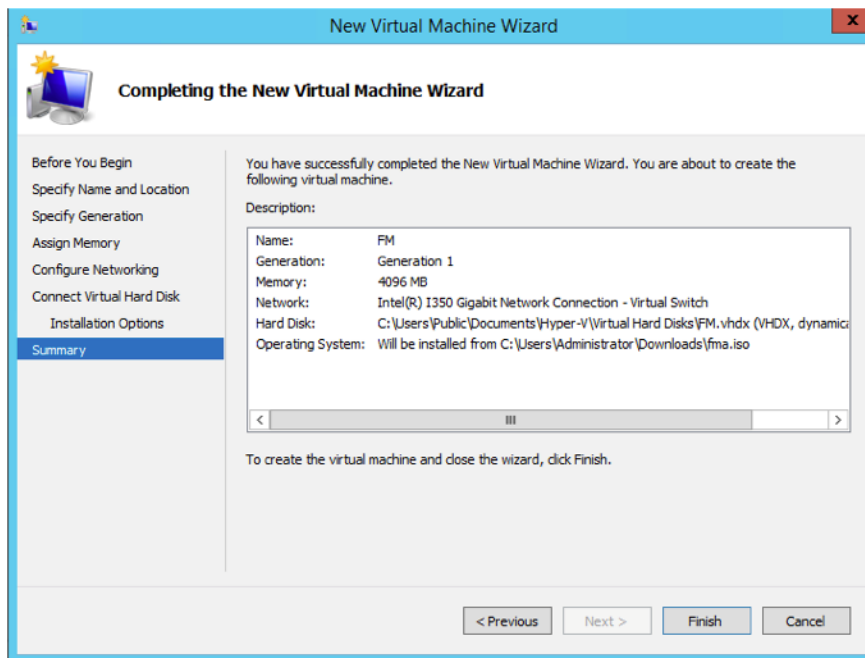 New Virtual Machine Wizard
x
Completing the New Virtual Machine Wizard
Before You Begin
Specify Name and Location
Specify Generation
Assign Memory
Configure Networking
Connect Virtual Hard Disk
Installation Options
Summary
You have successfully completed the New Virtual Machine Wizard. You are about to create the
following virtual machine.
Description:
Name: FM
Generation: Generation 1
Memory: 4096 MB
Network: Intel(R) I350 Gigabit Network Connection - Virtual Switch
Hard Disk: C:\Users\Public\Documents\Hyper-V\Virtual Hard Disks\FM.vhdx (VHDX, dynamica
Operating System: Will be installed from C:\Users\Administrator\Downloads\fma.iso
To create the virtual machine and close the wizard, click Finish.
< Previous Next > Finish Cancel